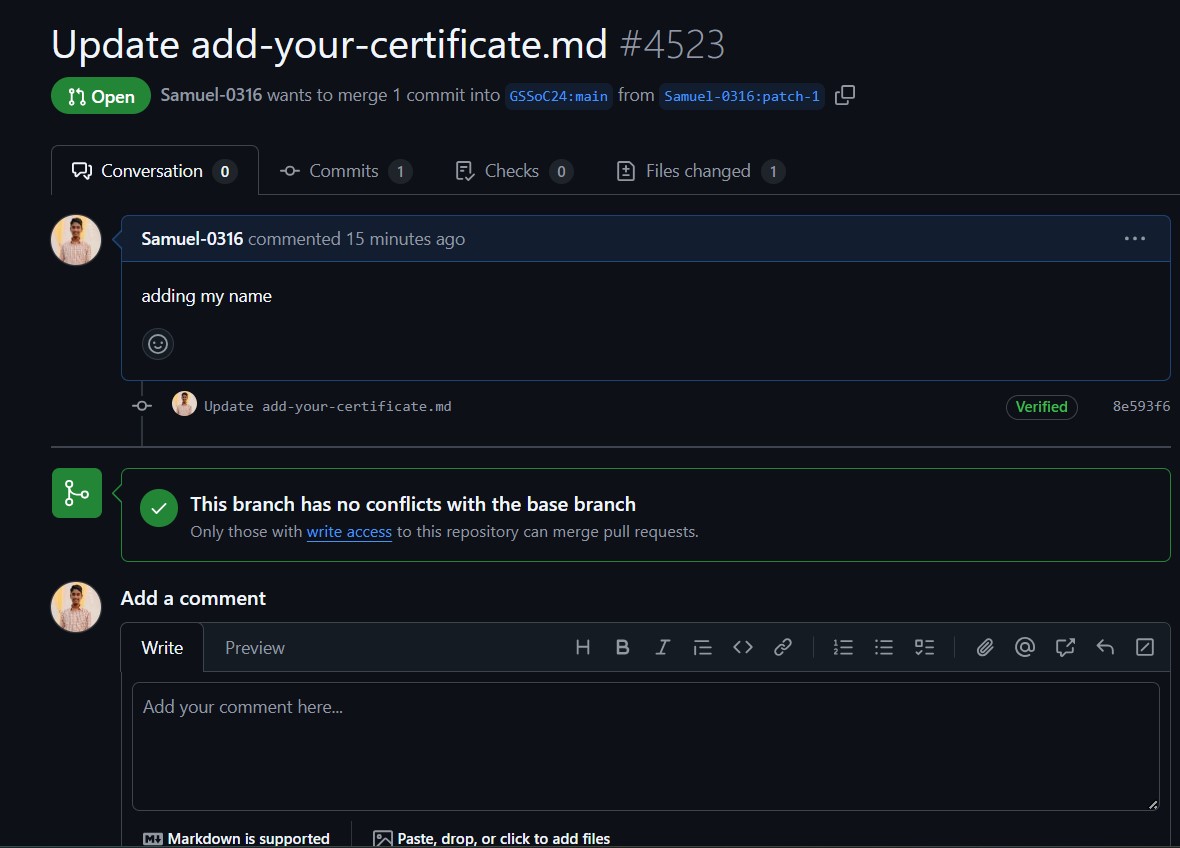 Update add-your-certificate.md #4523
Open Samuel-0316 wants to merge 1 commit into GSSoC24:main from Samuel-0316:patch-1
Conversation 0 Commits 1 Checks 0 Files changed 1
Samuel-0316 commented 15 minutes ago
adding my name
Update add-your-certificate.md Verified 8e593f6
This branch has no conflicts with the base branch
Only those with write access to this repository can merge pull requests.
Add a comment
Write Preview
Add your comment here...
Markdown is supported Paste, drop, or click to add files